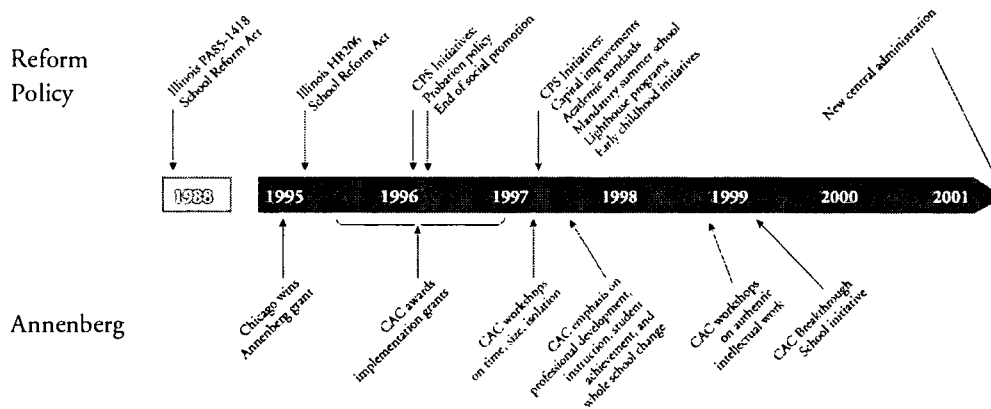 Reform
Policy
Illinois PA85-1418
School Reform Act
Illinois HB206,
School Reform Act
CPS Initiatives:
Probation policy
End of social promotion
CPS Initiatives:
Capital improvements
Academic standards
Mandatory summer school
Lighthouse programs
Early childhood initiatives
New central administration
1988
1995
1996
1997
1998
1999
2000
2001
Annenberg
Chicago wins
Annenberg grant
CAC awards
implementation grants
CAC workshops
on time, size, isolation
CAC emphasis on
professional development,
instruction, student
achievement, and
whole school change
CAC workshops
on authentic
intellectual work
CAC Breakthrough
School initiative